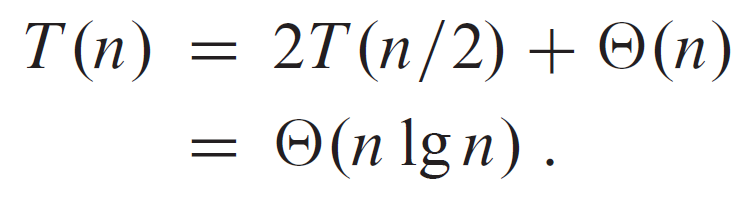 T(n) = 2T(n/2) + Θ(n)
= Θ(n lg n) .